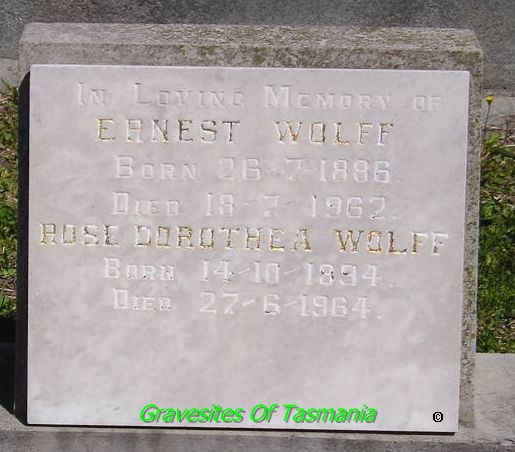 In Loving Memory of
ERNEST WOLFF
Born 26-7-1886.
Died 18-7-1962.
ROSE DOROTHEA WOLFF
Born 14-10-1894.
Died 27-6-1964.
Gravesites Of Tasmania ©